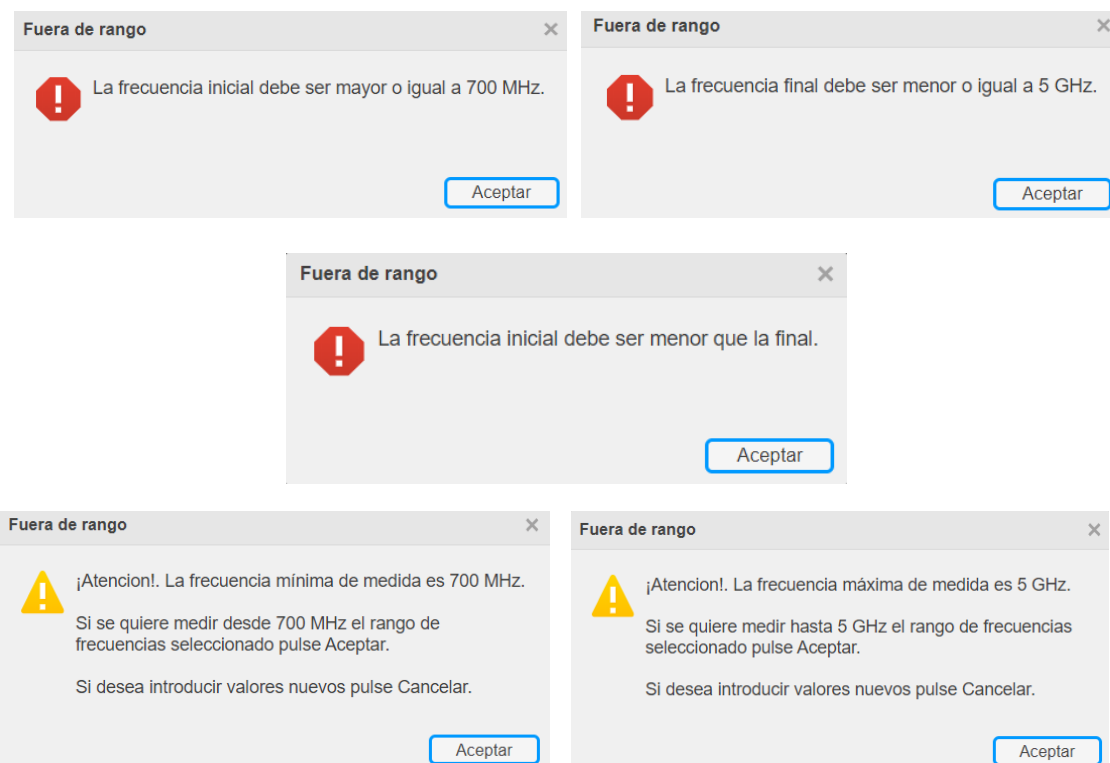 Fuera de rango
La frecuencia inicial debe ser mayor o igual a 700 MHz.
Aceptar
Fuera de rango
La frecuencia final debe ser menor o igual a 5 GHz.
Aceptar
Fuera de rango
La frecuencia inicial debe ser menor que la final.
Aceptar
Fuera de rango
¡Atencion!. La frecuencia mínima de medida es 700 MHz.
Si se quiere medir desde 700 MHz el rango de
frecuencias seleccionado pulse Aceptar.
Si desea introducir valores nuevos pulse Cancelar.
Aceptar
Fuera de rango
¡Atencion!. La frecuencia máxima de medida es 5 GHz.
Si se quiere medir hasta 5 GHz el rango de frecuencias
seleccionado pulse Aceptar.
Si desea introducir valores nuevos pulse Cancelar.
Aceptar